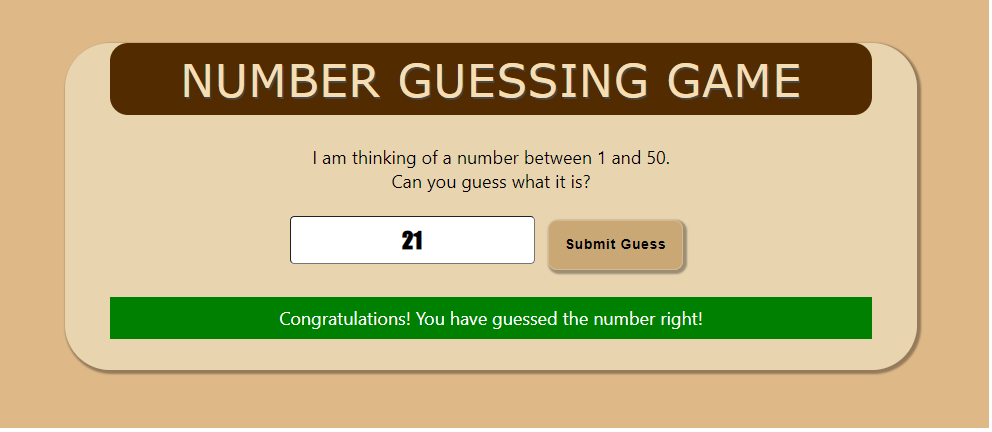 NUMBER GUESSING GAME
I am thinking of a number between 1 and 50.
Can you guess what it is?
21
Submit Guess
Congratulations! You have guessed the number right!